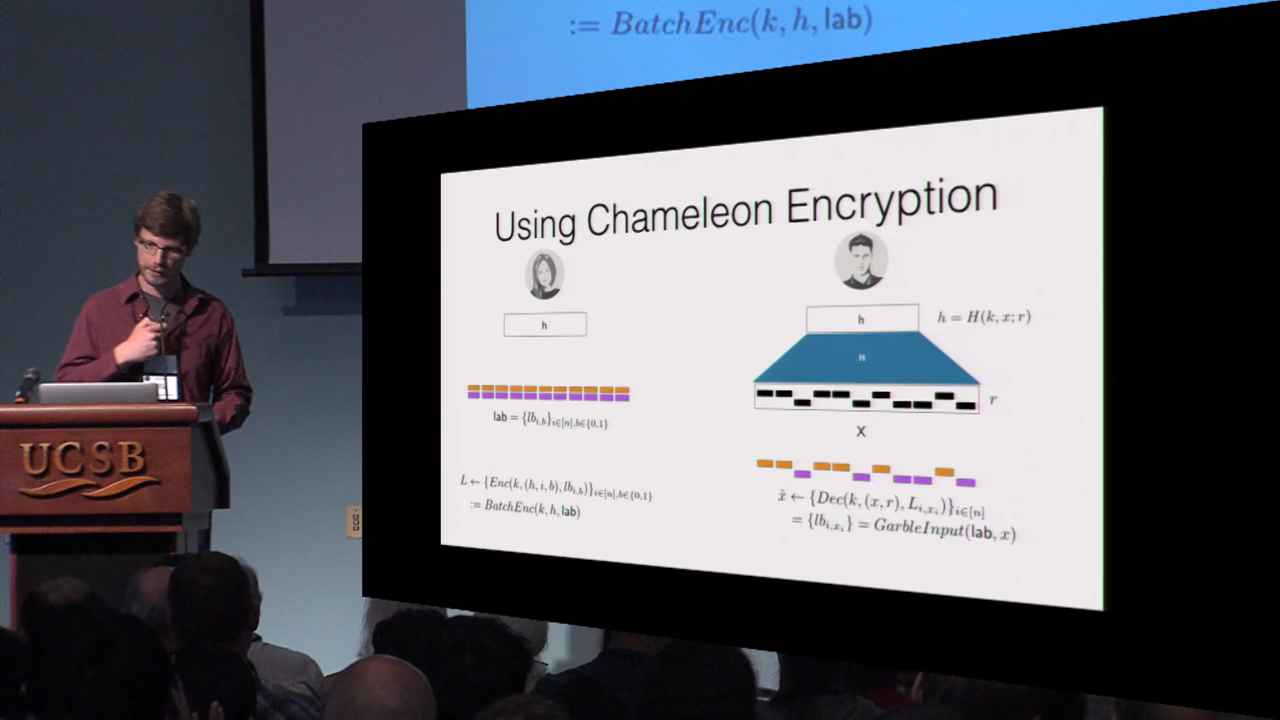 := BatchEnc(k, h, lab)
Using Chameleon Encryption
h
h
h = H(k, x; r)
H
r
X
lab = {lb_{i,b}}_{i∈[n],b∈{0,1}}
L ← {Enc(k, (h, i, b), lb_{i,b})}_{i∈[n],b∈{0,1}}
:= BatchEnc(k, h, lab)
x̂ ← {Dec(k, (x, r), L_{i,x_i})}_{i∈[n]}
= {lb_{i,x_i}} = GarbleInput(lab, x)
UCSB